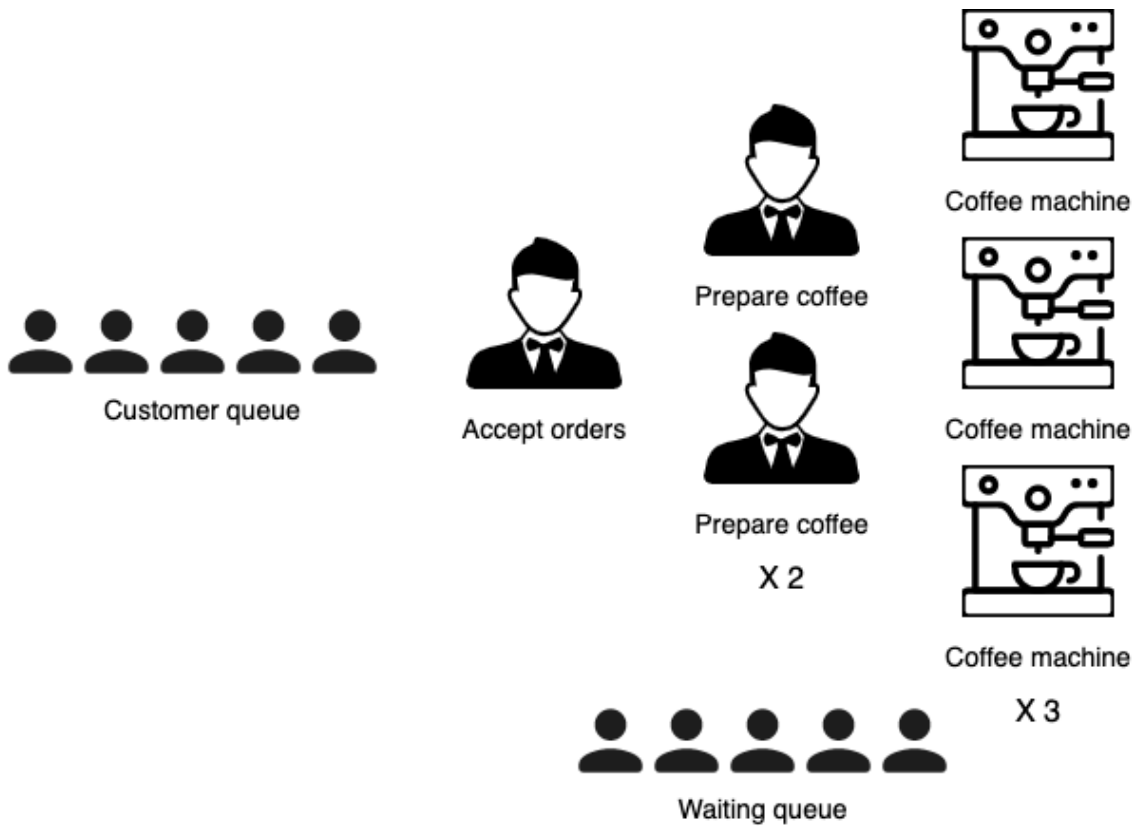 Coffee machine
Prepare coffee
Customer queue
Accept orders
Coffee machine
Prepare coffee
X 2
Coffee machine
X 3
Waiting queue